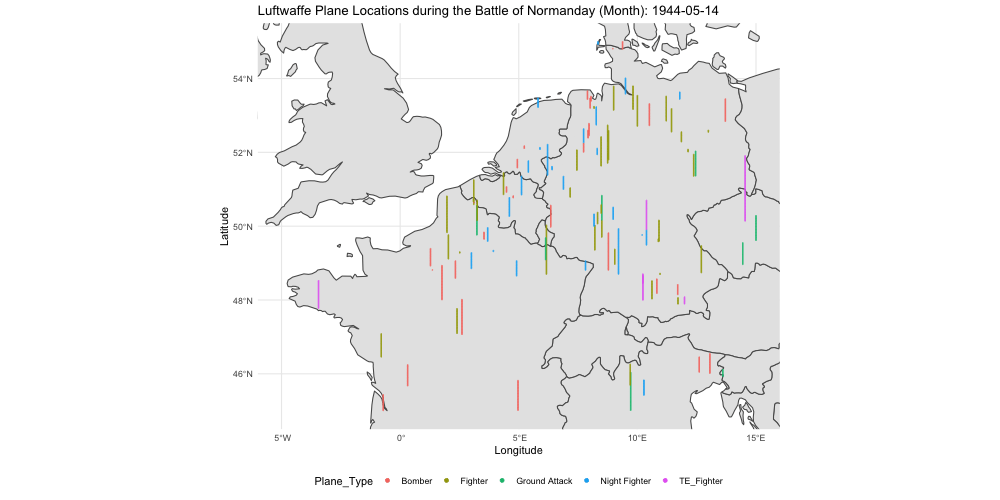 Luftwaffe Plane Locations during the Battle of Normanday (Month): 1944-05-14
54°N
52°N
50°N
48°N
46°N
Latitude
5°W
0°
5°E
10°E
15°E
Longitude
Plane_Type
Bomber
Fighter
Ground Attack
Night Fighter
TE_Fighter